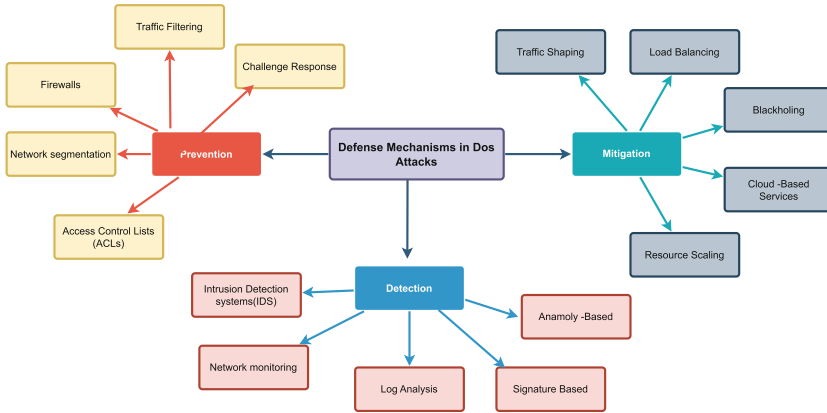 Traffic Filtering
Challenge Response
Firewalls
Network segmentation
Access Control Lists
(ACLs)
Prevention
Defense Mechanisms in Dos
Attacks
Mitigation
Traffic Shaping
Load Balancing
Blackholing
Cloud -Based
Services
Resource Scaling
Detection
Intrusion Detection
systems(IDS)
Network monitoring
Log Analysis
Signature Based
Anamoly -Based